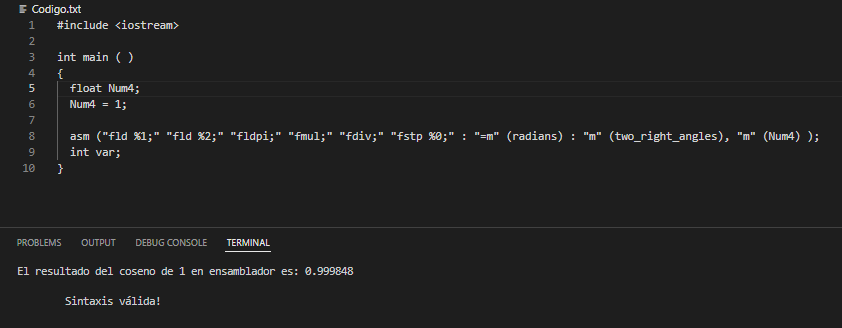 Codigo.txt
1 #include <iostream>
2
3 int main ( )
4 {
5 float Num4;
6 Num4 = 1;
7
8 asm ("fld %1;" "fld %2;" "fldpi;" "fmul;" "fdiv;" "fstp %0;" : "=m" (radians) : "m" (two_right_angles), "m" (Num4) );
9 int var;
10 }
PROBLEMS OUTPUT DEBUG CONSOLE TERMINAL
El resultado del coseno de 1 en ensamblador es: 0.999848
Sintaxis válida!